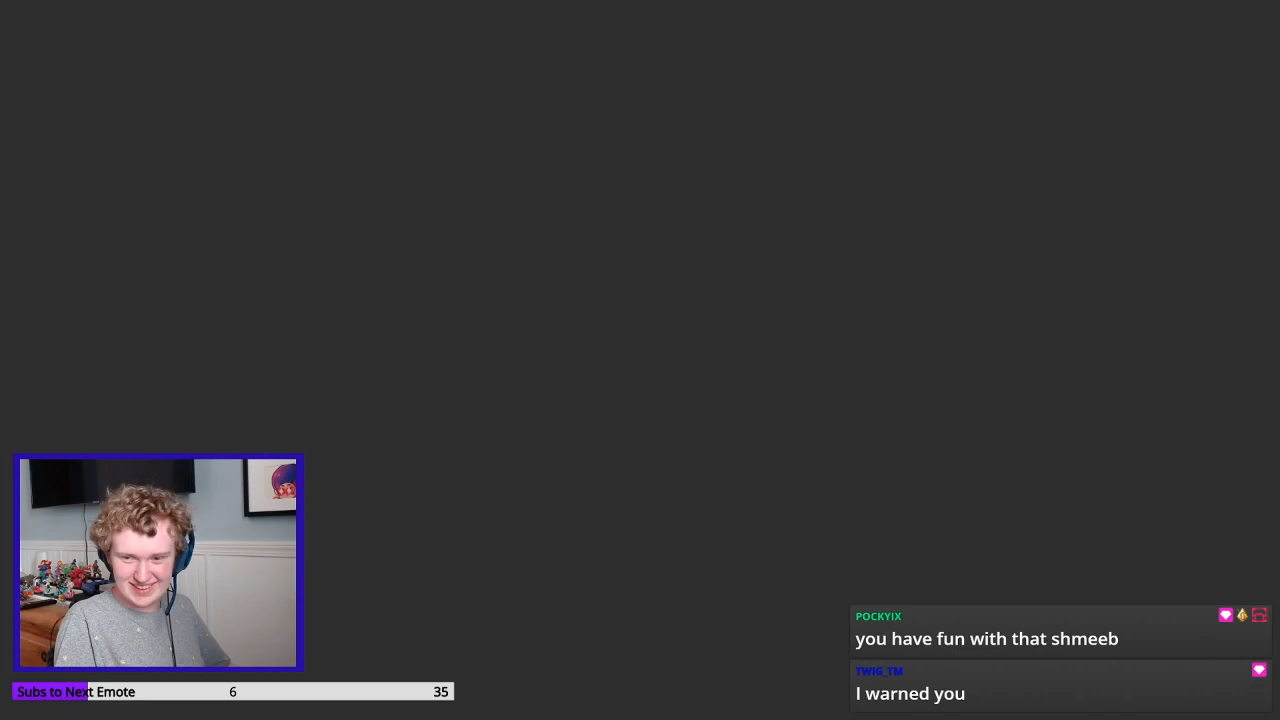 POCKYIX
you have fun with that shmeeb
TWIG_TM
I warned you
Subs to Next Emote 6 35